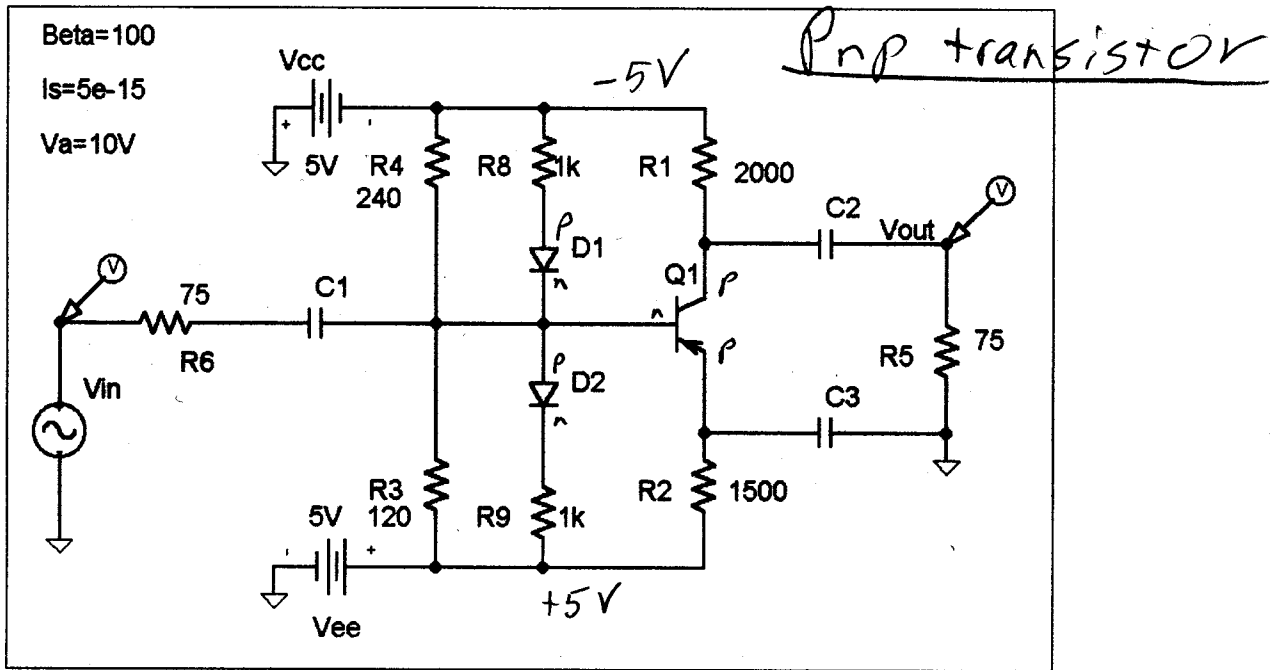 Beta=100
Is=5e-15
Va=10V
Pnp transistor
Vcc
-5V
+ -
5V
R4
240
R8
1k
R1
2000
C2
Vout
V
p
D1
n
Q1
p
n
p
V
75
R6
C1
Vin
p
D2
n
R5
75
C3
R3
120
R9
1k
R2
1500
5V
- +
Vee
+5V